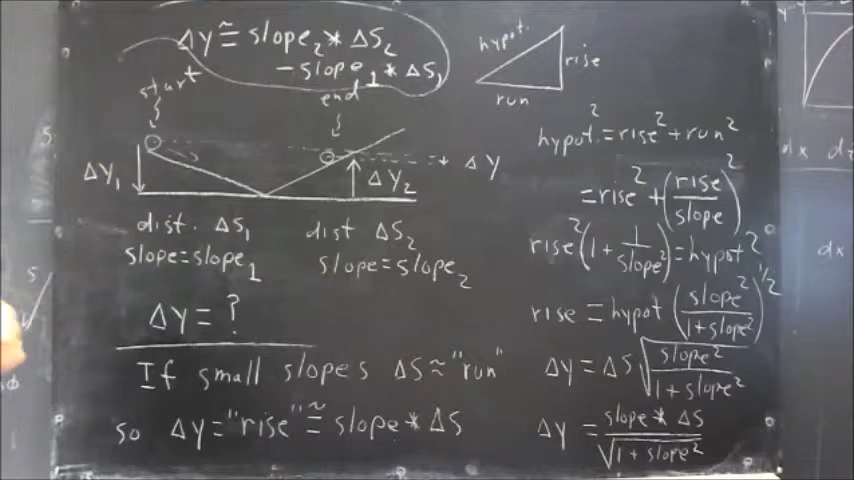 ΔY ≅ slope₂ * ΔS₂
- slope₁ * ΔS₁
start
end
ΔY₁
ΔY₂
ΔY
dist. ΔS₁
slope=slope₁
dist ΔS₂
slope=slope₂
ΔY = ?
If small slopes ΔS ≈ "run"
so ΔY = "rise" ≅ slope * ΔS
hypot.
rise
run
hypot.² = rise² + run²
= rise² + (rise/slope)²
rise² (1 + 1/slope²) = hypot²
rise = hypot (slope²/1+slope²)^1/2
ΔY = ΔS √(slope²/1+slope²)
ΔY = slope * ΔS/√(1+slope²)
dx
dx
S